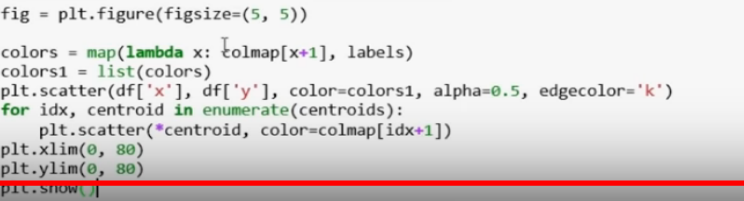 fig = plt.figure(figsize=(5, 5))
colors = map(lambda x: colmap[x+1], labels)
colors1 = list(colors)
plt.scatter(df['x'], df['y'], color=colors1, alpha=0.5, edgecolor='k')
for idx, centroid in enumerate(centroids):
    plt.scatter(*centroid, color=colmap[idx+1])
plt.xlim(0, 80)
plt.ylim(0, 80)
plt.show()